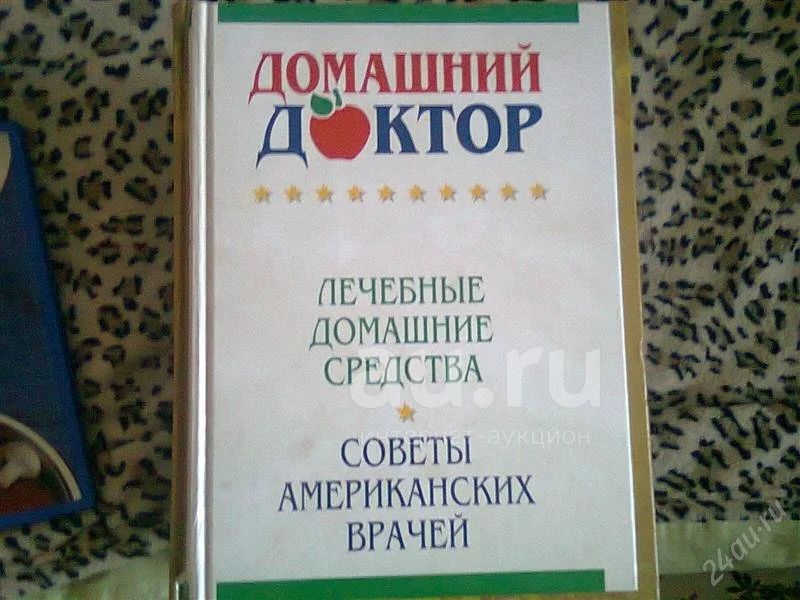 ДОМАШНИЙ
ДОКТОР
ЛЕЧЕБНЫЕ
ДОМАШНИЕ
СРЕДСТВА
au.ru
интернет-аукцион
СОВЕТЫ
АМЕРИКАНСКИХ
ВРАЧЕЙ
24au.ru